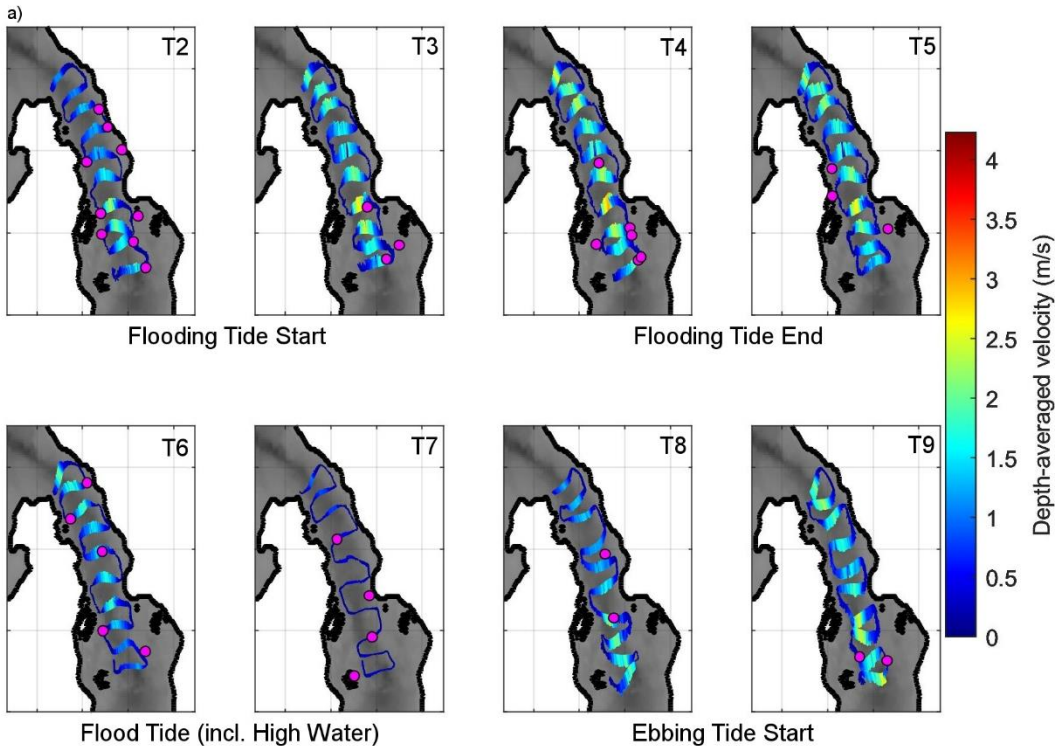 a)
T2
T3
T4
T5
Flooding Tide Start
Flooding Tide End
T6
T7
T8
T9
Flood Tide (incl. High Water)
Ebbing Tide Start
4
3.5
3
2.5
2
1.5
1
0.5
0
Depth-averaged velocity (m/s)